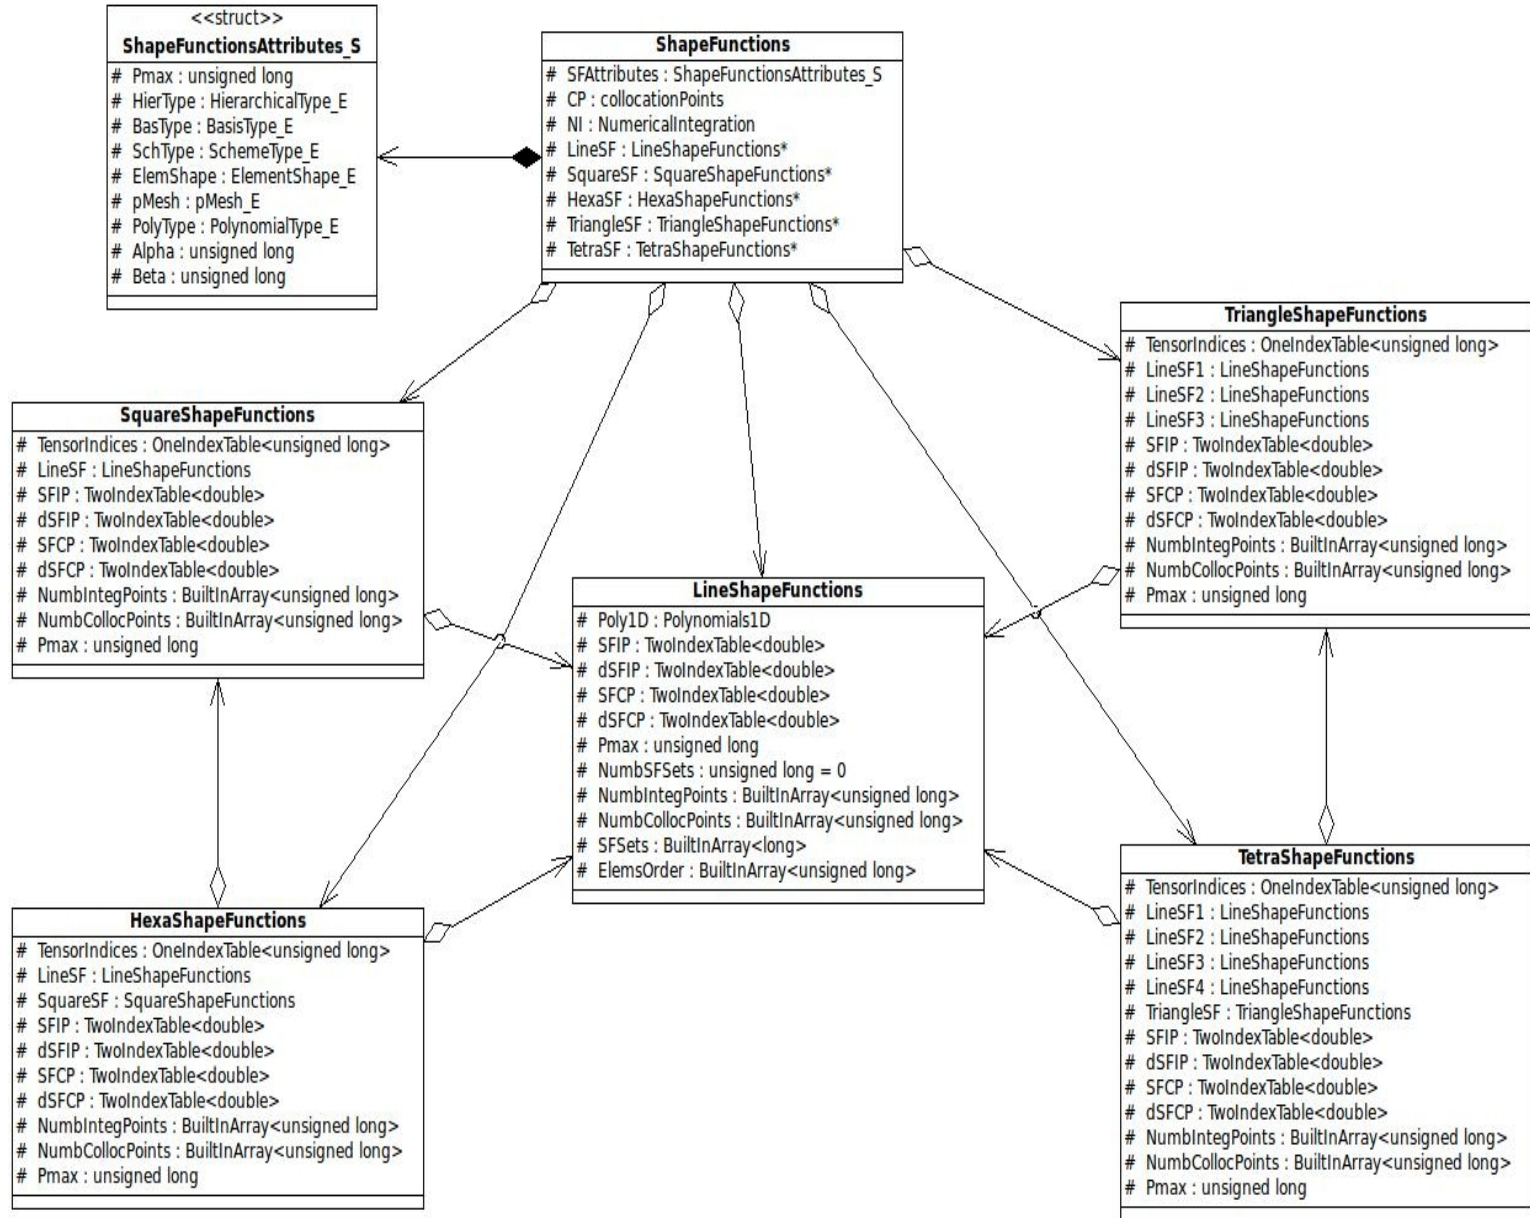 <<struct>>
ShapeFunctionsAttributes_S
# Pmax : unsigned long
# HierType : HierarchicalType_E
# BasType : BasisType_E
# SchType : SchemeType_E
# ElemShape : ElementShape_E
# pMesh : pMesh_E
# PolyType : PolynomialType_E
# Alpha : unsigned long
# Beta : unsigned long
ShapeFunctions
# SFAttributes : ShapeFunctionsAttributes_S
# CP : collocationPoints
# NI : NumericalIntegration
# LineSF : LineShapeFunctions*
# SquareSF : SquareShapeFunctions*
# HexaSF : HexaShapeFunctions*
# TriangleSF : TriangleShapeFunctions*
# TetraSF : TetraShapeFunctions*
TriangleShapeFunctions
# TensorIndices : OneIndexTable<unsigned long>
# LineSF1 : LineShapeFunctions
# LineSF2 : LineShapeFunctions
# LineSF3 : LineShapeFunctions
# SFIP : TwoIndexTable<double>
# dSFIP : TwoIndexTable<double>
# SFCP : TwoIndexTable<double>
# dSFCP : TwoIndexTable<double>
# NumbIntegPoints : BuiltInArray<unsigned long>
# NumbCollocPoints : BuiltInArray<unsigned long>
# Pmax : unsigned long
SquareShapeFunctions
# TensorIndices : OneIndexTable<unsigned long>
# LineSF : LineShapeFunctions
# SFIP : TwoIndexTable<double>
# dSFIP : TwoIndexTable<double>
# SFCP : TwoIndexTable<double>
# dSFCP : TwoIndexTable<double>
# NumbIntegPoints : BuiltInArray<unsigned long>
# NumbCollocPoints : BuiltInArray<unsigned long>
# Pmax : unsigned long
LineShapeFunctions
# Poly1D : Polynomials1D
# SFIP : TwoIndexTable<double>
# dSFIP : TwoIndexTable<double>
# SFCP : TwoIndexTable<double>
# dSFCP : TwoIndexTable<double>
# Pmax : unsigned long
# NumbSFSets : unsigned long = 0
# NumbIntegPoints : BuiltInArray<unsigned long>
# NumbCollocPoints : BuiltInArray<unsigned long>
# SFSets : BuiltInArray<long>
# ElemsOrder : BuiltInArray<unsigned long>
HexaShapeFunctions
# TensorIndices : OneIndexTable<unsigned long>
# LineSF : LineShapeFunctions
# SquareSF : SquareShapeFunctions
# SFIP : TwoIndexTable<double>
# dSFIP : TwoIndexTable<double>
# SFCP : TwoIndexTable<double>
# dSFCP : TwoIndexTable<double>
# NumbIntegPoints : BuiltInArray<unsigned long>
# NumbCollocPoints : BuiltInArray<unsigned long>
# Pmax : unsigned long
TetraShapeFunctions
# TensorIndices : OneIndexTable<unsigned long>
# LineSF1 : LineShapeFunctions
# LineSF2 : LineShapeFunctions
# LineSF3 : LineShapeFunctions
# LineSF4 : LineShapeFunctions
# TriangleSF : TriangleShapeFunctions
# SFIP : TwoIndexTable<double>
# dSFIP : TwoIndexTable<double>
# SFCP : TwoIndexTable<double>
# dSFCP : TwoIndexTable<double>
# NumbIntegPoints : BuiltInArray<unsigned long>
# NumbCollocPoints : BuiltInArray<unsigned long>
# Pmax : unsigned long